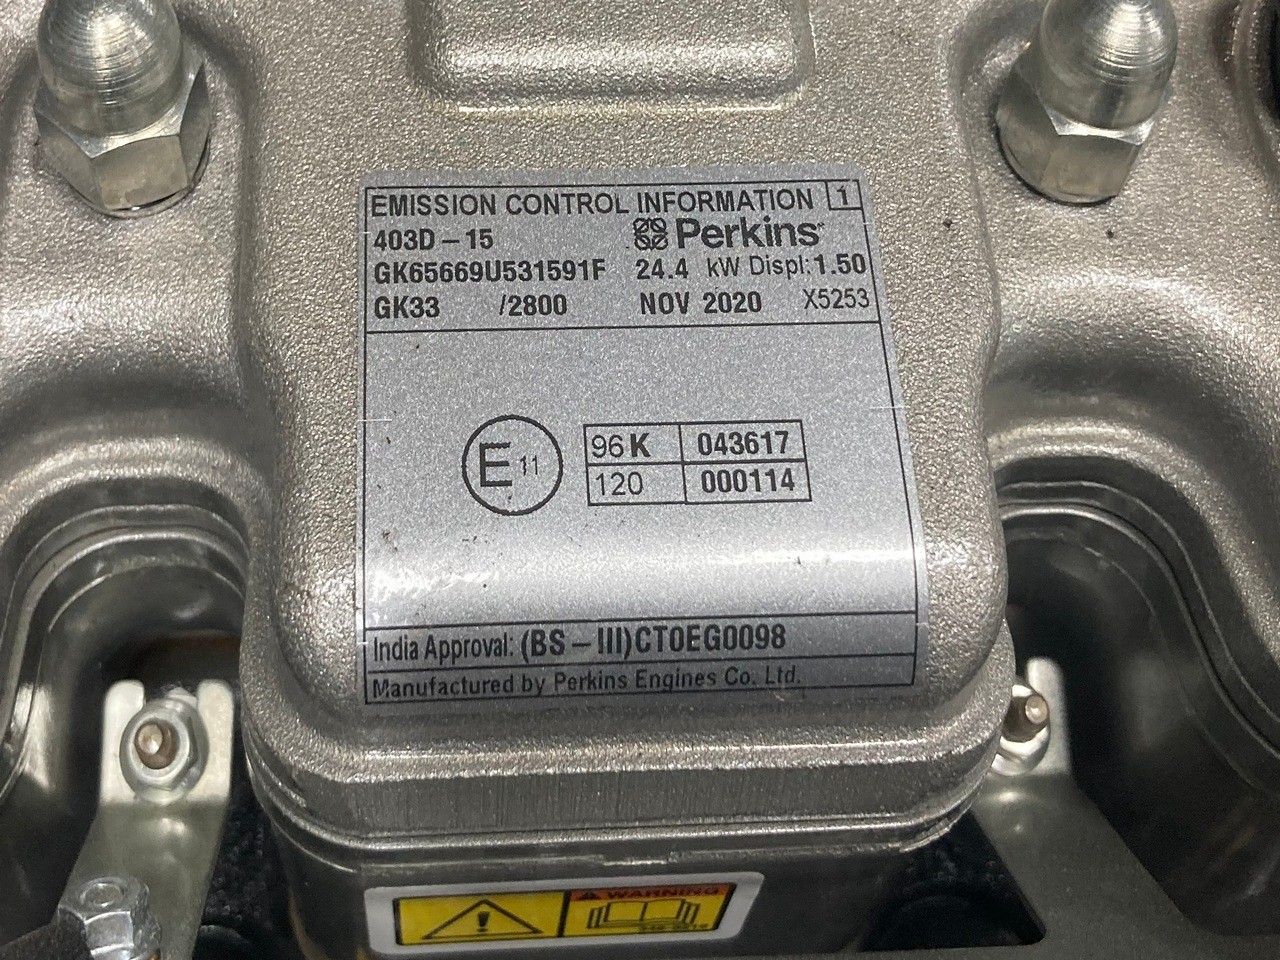 EMISSION CONTROL INFORMATION 1
403D – 15 Perkins
GK65669U531591F 24.4 kW Displ: 1.50
GK33 /2800 NOV 2020 X5253
E 11
96 K 043617
120 000114
India Approval: (BS – III)CT0EG0098
Manufactured by Perkins Engines Co. Ltd.
WARNING